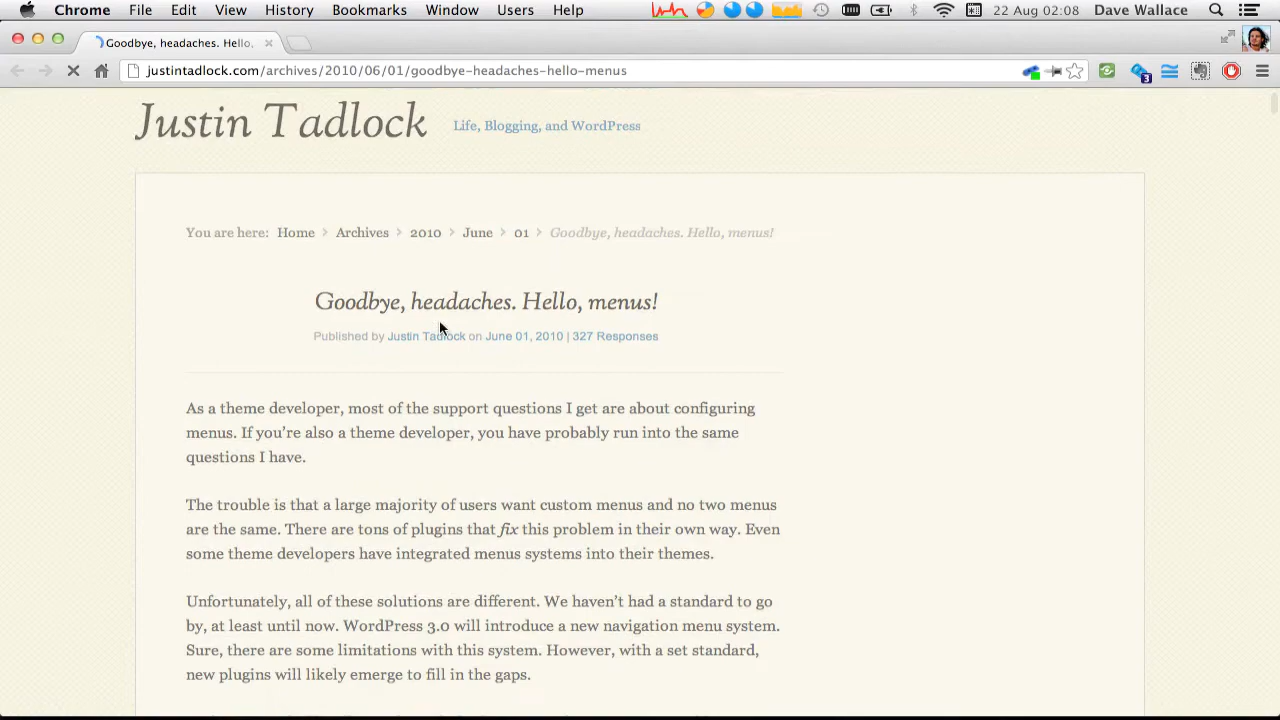 Chrome File Edit View History Bookmarks Window Users Help 22 Aug 02:08 Dave Wallace
Goodbye, headaches. Hello,
justintadlock.com/archives/2010/06/01/goodbye-headaches-hello-menus
3
Justin Tadlock Life, Blogging, and WordPress
You are here: Home > Archives > 2010 > June > 01 > Goodbye, headaches. Hello, menus!
Goodbye, headaches. Hello, menus!
Published by Justin Tadlock on June 01, 2010 | 327 Responses
As a theme developer, most of the support questions I get are about configuring
menus. If you're also a theme developer, you have probably run into the same
questions I have.
The trouble is that a large majority of users want custom menus and no two menus
are the same. There are tons of plugins that fix this problem in their own way. Even
some theme developers have integrated menus systems into their themes.
Unfortunately, all of these solutions are different. We haven't had a standard to go
by, at least until now. WordPress 3.0 will introduce a new navigation menu system.
Sure, there are some limitations with this system. However, with a set standard,
new plugins will likely emerge to fill in the gaps.